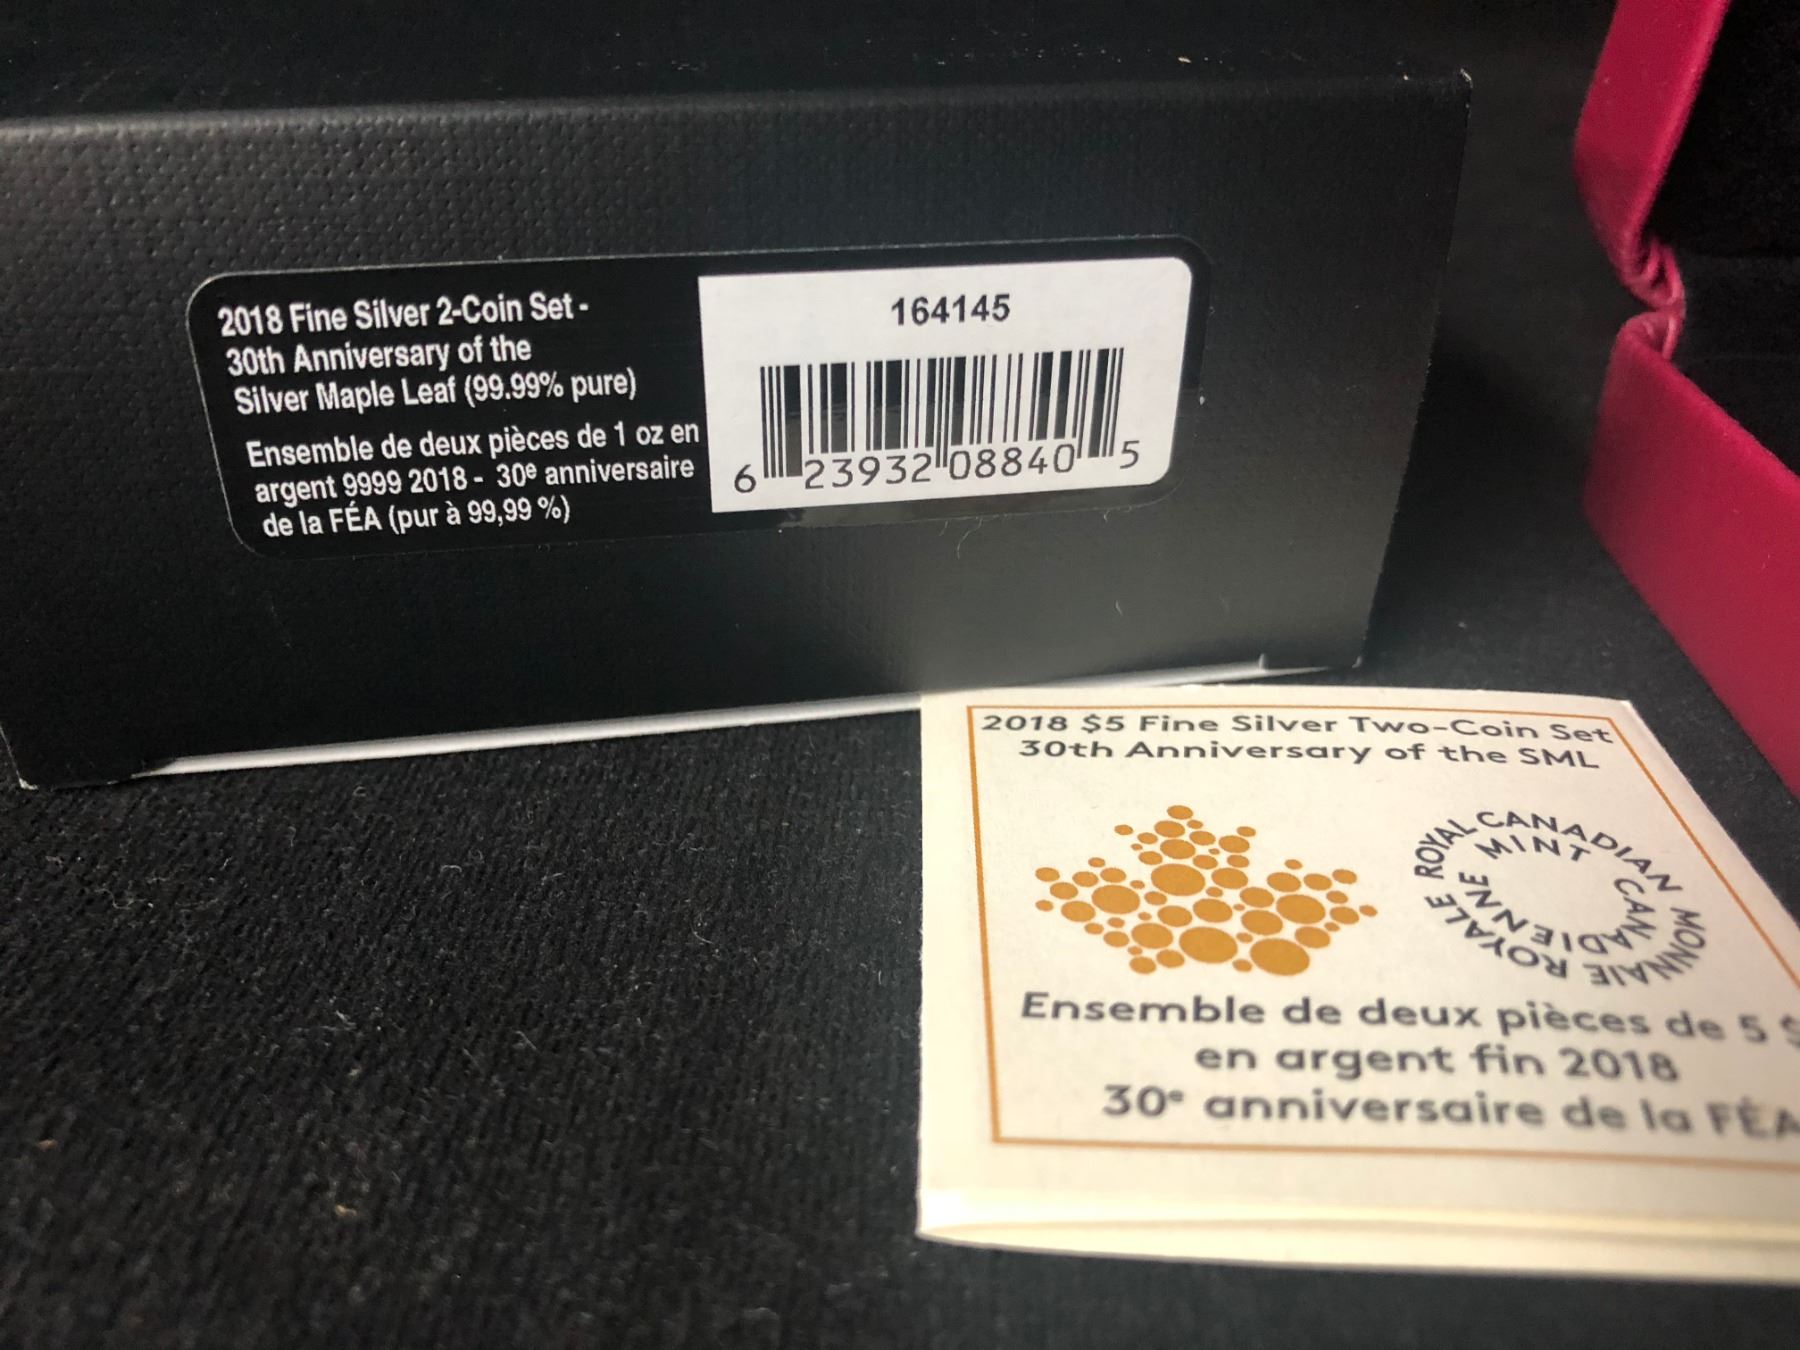 2018 Fine Silver 2-Coin Set -
30th Anniversary of the
Silver Maple Leaf (99.99% pure)
Ensemble de deux pièces de 1 oz en
argent 9999 2018 - 30e anniversaire
de la FÉA (pur à 99,99 %)
164145
6 23932 08840 5
2018 $5 Fine Silver Two-Coin Set
30th Anniversary of the SML
ROYAL CANADIAN MINT
MONNAIE ROYALE CANADIENNE
Ensemble de deux pièces de 5 $
en argent fin 2018
30e anniversaire de la FÉA